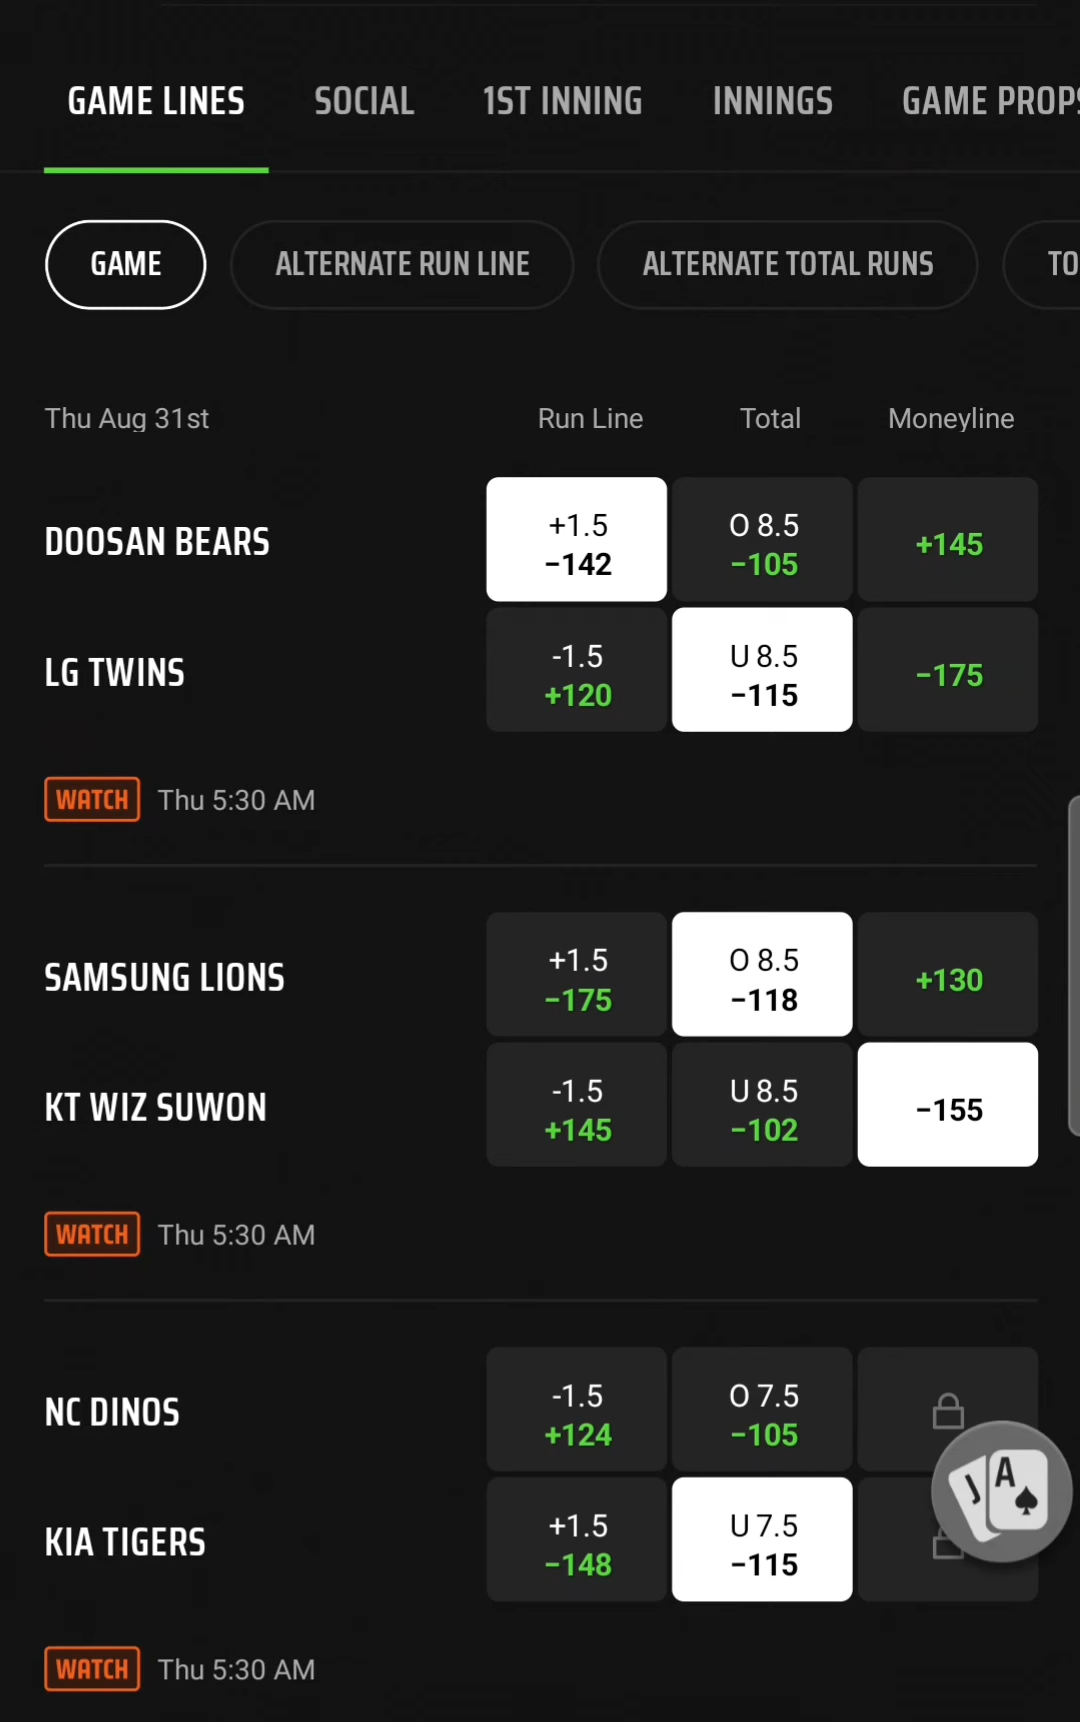 GAME LINES SOCIAL 1ST INNING INNINGS GAME PROPS
GAME ALTERNATE RUN LINE ALTERNATE TOTAL RUNS TO
Thu Aug 31st Run Line Total Moneyline
DOOSAN BEARS
+1.5
−142
O 8.5
−105
+145
LG TWINS
-1.5
+120
U 8.5
−115
−175
WATCH Thu 5:30 AM
SAMSUNG LIONS
+1.5
−175
O 8.5
−118
+130
KT WIZ SUWON
-1.5
+145
U 8.5
−102
−155
WATCH Thu 5:30 AM
NC DINOS
-1.5
+124
O 7.5
−105
KIA TIGERS
+1.5
−148
U 7.5
−115
J A
WATCH Thu 5:30 AM